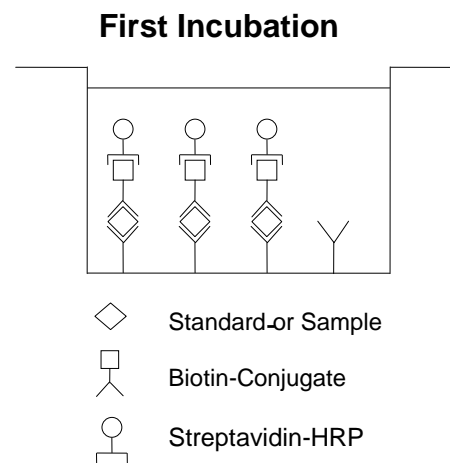 First Incubation
Standard or Sample
Biotin-Conjugate
Streptavidin-HRP